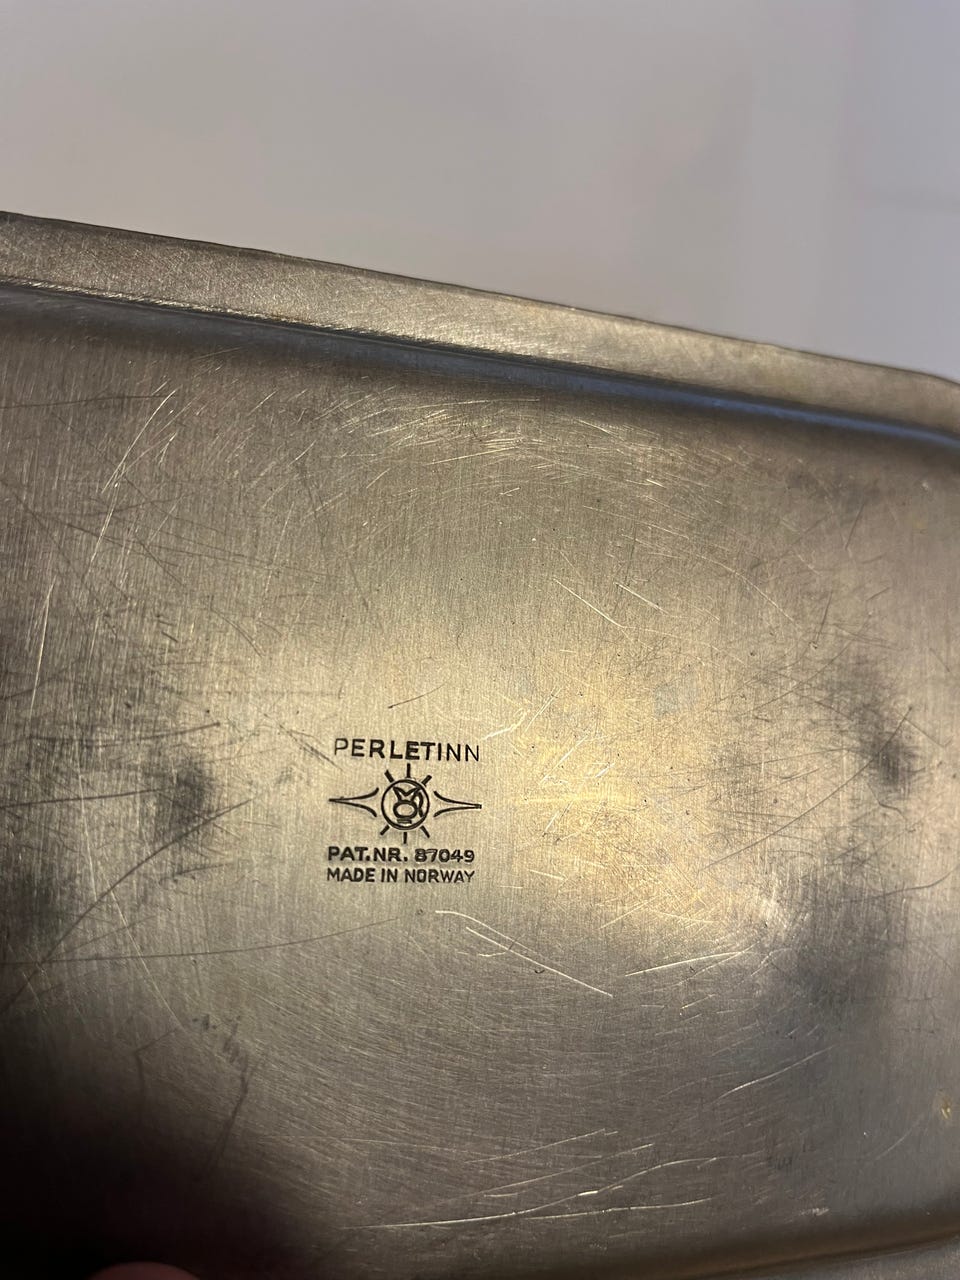 PERLETINN
PAT.NR. 87049
MADE IN NORWAY